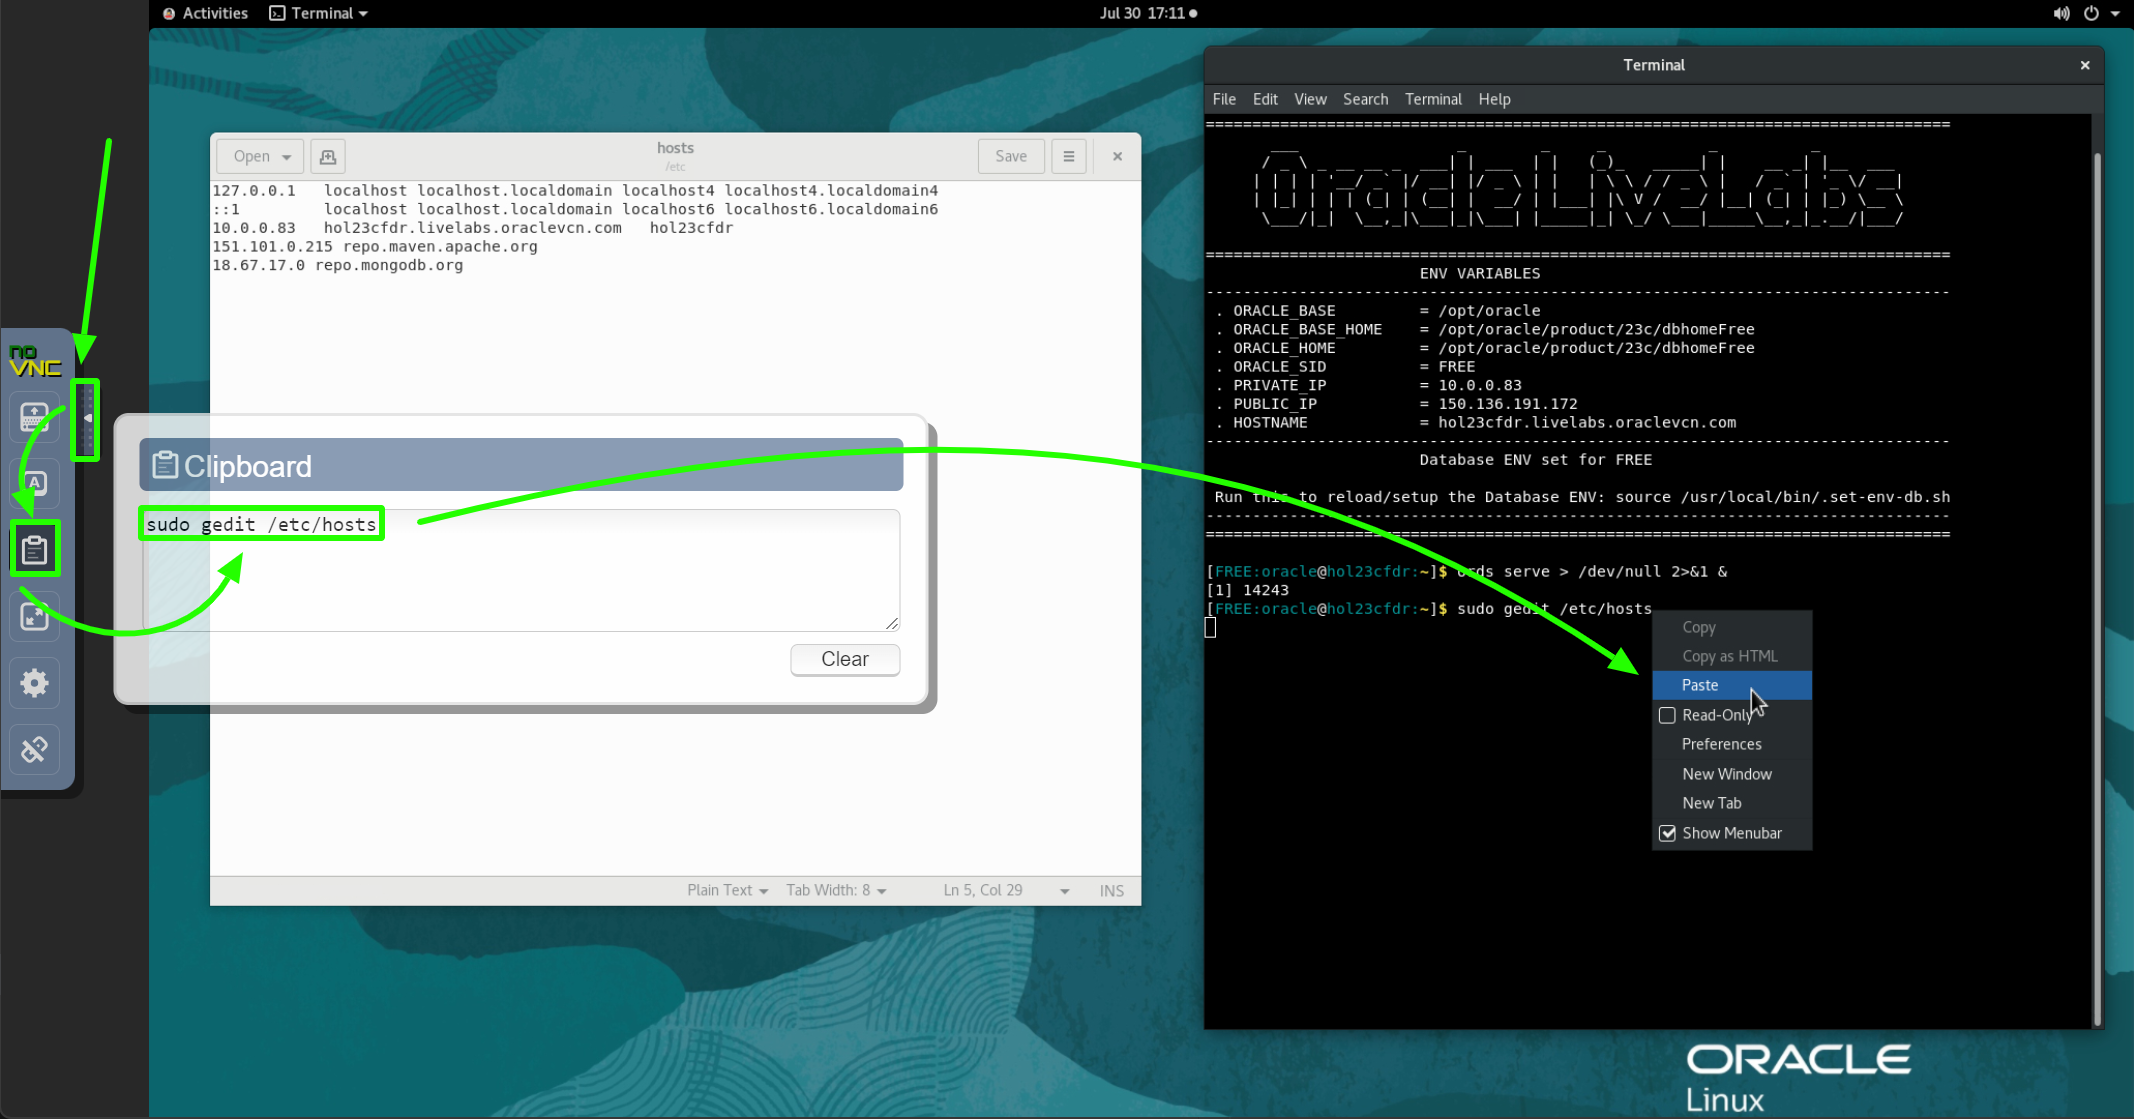 Activities
Terminal
Jul 30 17:11
hosts
/etc
Open
Save
127.0.0.1   localhost localhost.localdomain localhost4 localhost4.localdomain4
::1         localhost localhost.localdomain localhost6 localhost6.localdomain6
10.0.0.83   hol23cfdr.livelabs.oraclevcn.com   hol23cfdr
151.101.0.215 repo.maven.apache.org
18.67.17.0 repo.mongodb.org
Plain Text
Tab Width: 8
Ln 5, Col 29
INS
no
VNC
A
Clipboard
sudo gedit /etc/hosts
Clear
Terminal
File Edit View Search Terminal Help
OracleLiveLabs
ENV VARIABLES
. ORACLE_BASE         = /opt/oracle
. ORACLE_BASE_HOME    = /opt/oracle/product/23c/dbhomeFree
. ORACLE_HOME         = /opt/oracle/product/23c/dbhomeFree
. ORACLE_SID          = FREE
. PRIVATE_IP          = 10.0.0.83
. PUBLIC_IP           = 150.136.191.172
. HOSTNAME            = hol23cfdr.livelabs.oraclevcn.com
Database ENV set for FREE
Run this to reload/setup the Database ENV: source /usr/local/bin/.set-env-db.sh
[FREE:oracle@hol23cfdr:~]$ ords serve > /dev/null 2>&1 &
[1] 14243
[FREE:oracle@hol23cfdr:~]$ sudo gedit /etc/hosts
Copy
Copy as HTML
Paste
Read-Only
Preferences
New Window
New Tab
Show Menubar
ORACLE
Linux